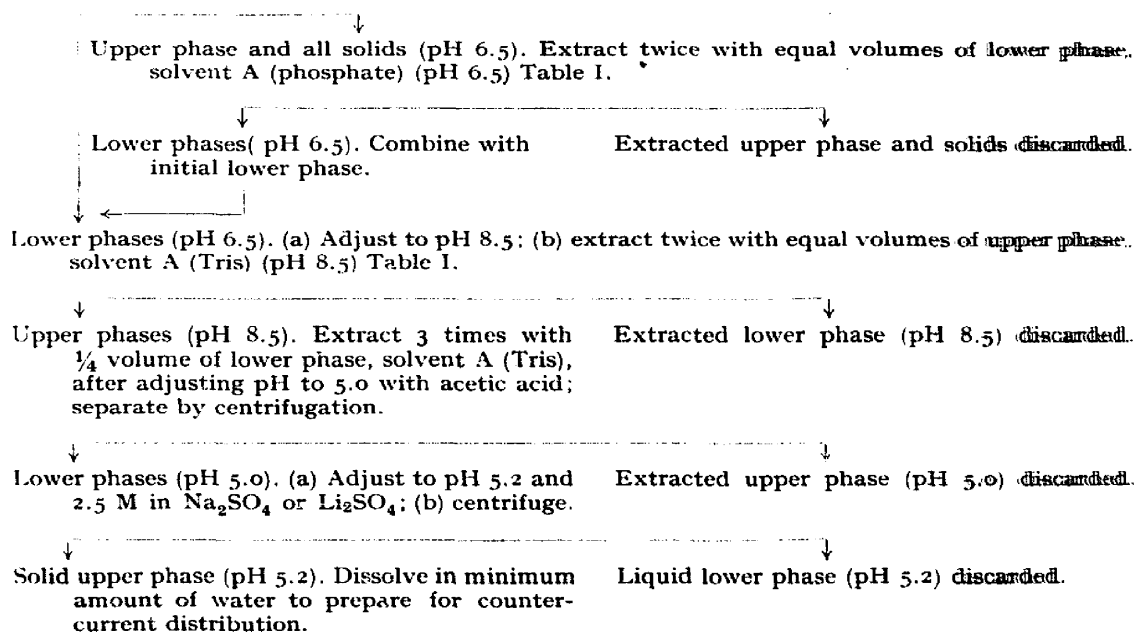 Upper phase and all solids (pH 6.5). Extract twice with equal volumes of lower phase,
solvent A (phosphate) (pH 6.5) Table I.
Lower phases( pH 6.5). Combine with
initial lower phase.
Extracted upper phase and solids discarded.
Lower phases (pH 6.5). (a) Adjust to pH 8.5; (b) extract twice with equal volumes of upper phase,
solvent A (Tris) (pH 8.5) Table I.
Upper phases (pH 8.5). Extract 3 times with
¼ volume of lower phase, solvent A (Tris),
after adjusting pH to 5.0 with acetic acid;
separate by centrifugation.
Extracted lower phase (pH 8.5) discarded.
Lower phases (pH 5.0). (a) Adjust to pH 5.2 and
2.5 M in Na₂SO₄ or Li₂SO₄; (b) centrifuge.
Extracted upper phase (pH 5.0) discarded.
Solid upper phase (pH 5.2). Dissolve in minimum
amount of water to prepare for counter-
current distribution.
Liquid lower phase (pH 5.2) discarded.